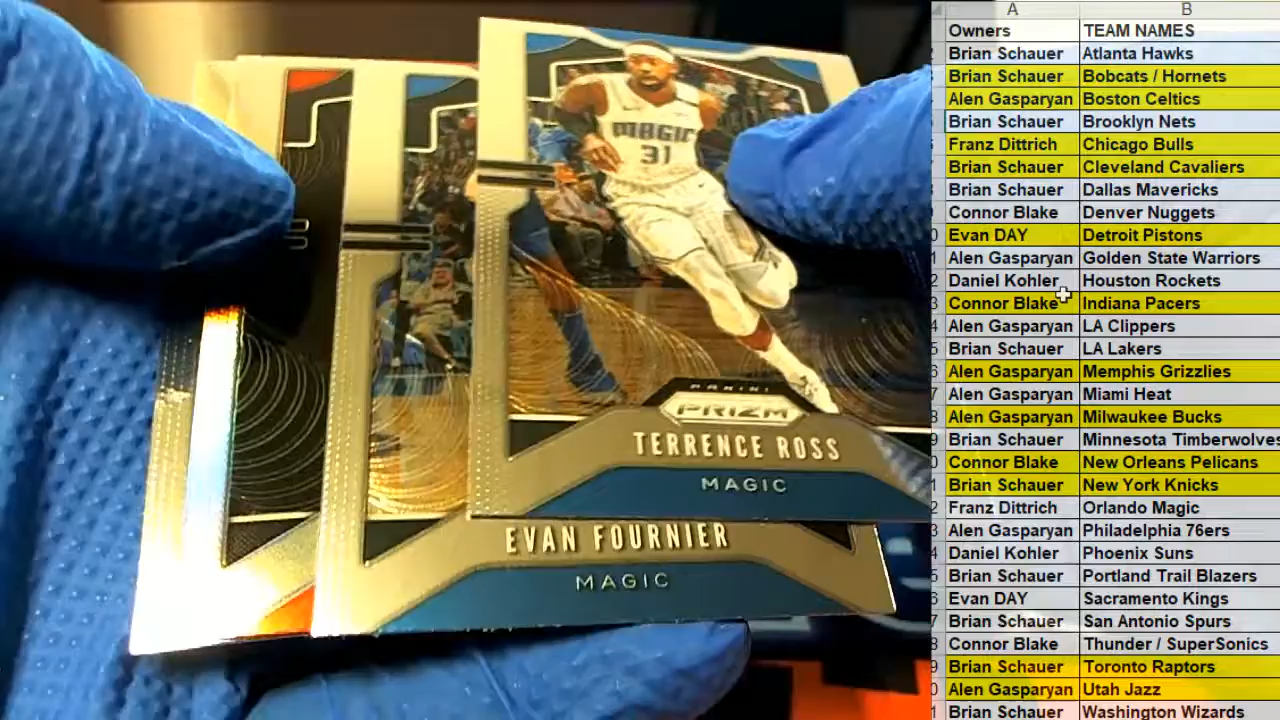 MAGIC
31
PANINI
PRIZM
TERRENCE ROSS
MAGIC
EVAN FOURNIER
MAGIC
A B
Owners TEAM NAMES
Brian Schauer Atlanta Hawks
Brian Schauer Bobcats / Hornets
Alen Gasparyan Boston Celtics
Brian Schauer Brooklyn Nets
Franz Dittrich Chicago Bulls
Brian Schauer Cleveland Cavaliers
Brian Schauer Dallas Mavericks
Connor Blake Denver Nuggets
Evan DAY Detroit Pistons
Alen Gasparyan Golden State Warriors
Daniel Kohler Houston Rockets
Connor Blake Indiana Pacers
Alen Gasparyan LA Clippers
Brian Schauer LA Lakers
Alen Gasparyan Memphis Grizzlies
Alen Gasparyan Miami Heat
Alen Gasparyan Milwaukee Bucks
Brian Schauer Minnesota Timberwolves
Connor Blake New Orleans Pelicans
Brian Schauer New York Knicks
Franz Dittrich Orlando Magic
Alen Gasparyan Philadelphia 76ers
Daniel Kohler Phoenix Suns
Brian Schauer Portland Trail Blazers
Evan DAY Sacramento Kings
Brian Schauer San Antonio Spurs
Connor Blake Thunder / SuperSonics
Brian Schauer Toronto Raptors
Alen Gasparyan Utah Jazz
Brian Schauer Washington Wizards